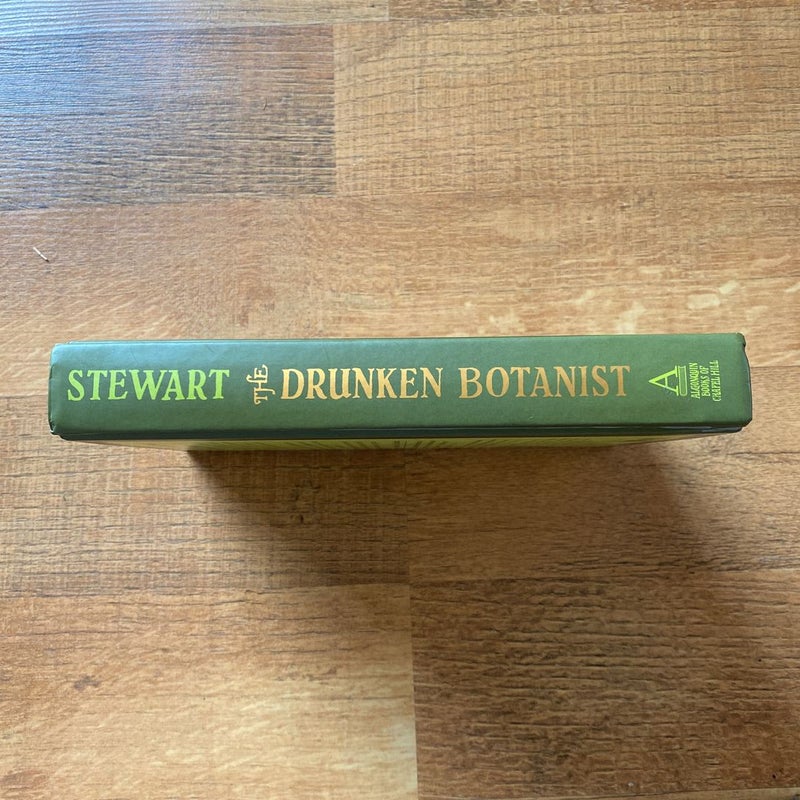 STEWART THE DRUNKEN BOTANIST
A
ALGONQUIN
BOOKS OF
CHAPEL HILL